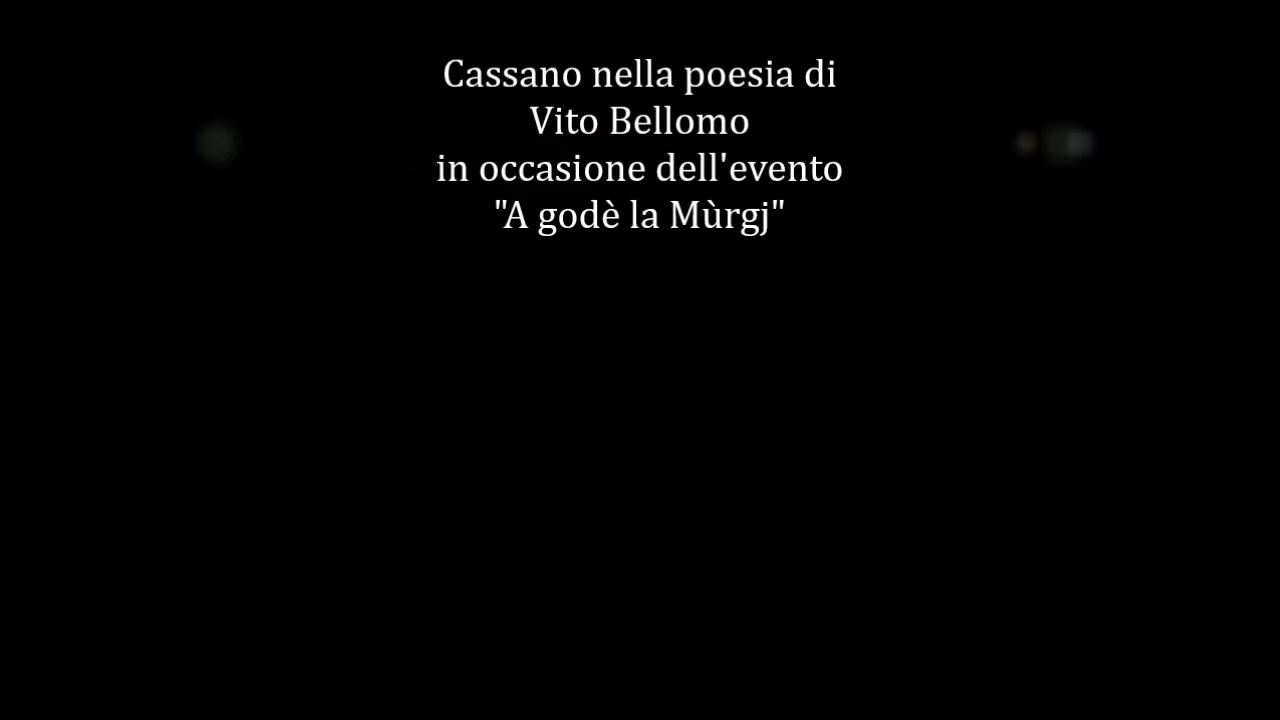 Cassano nella poesia di
Vito Bellomo
in occasione dell'evento
"A godè la Mùrgj"